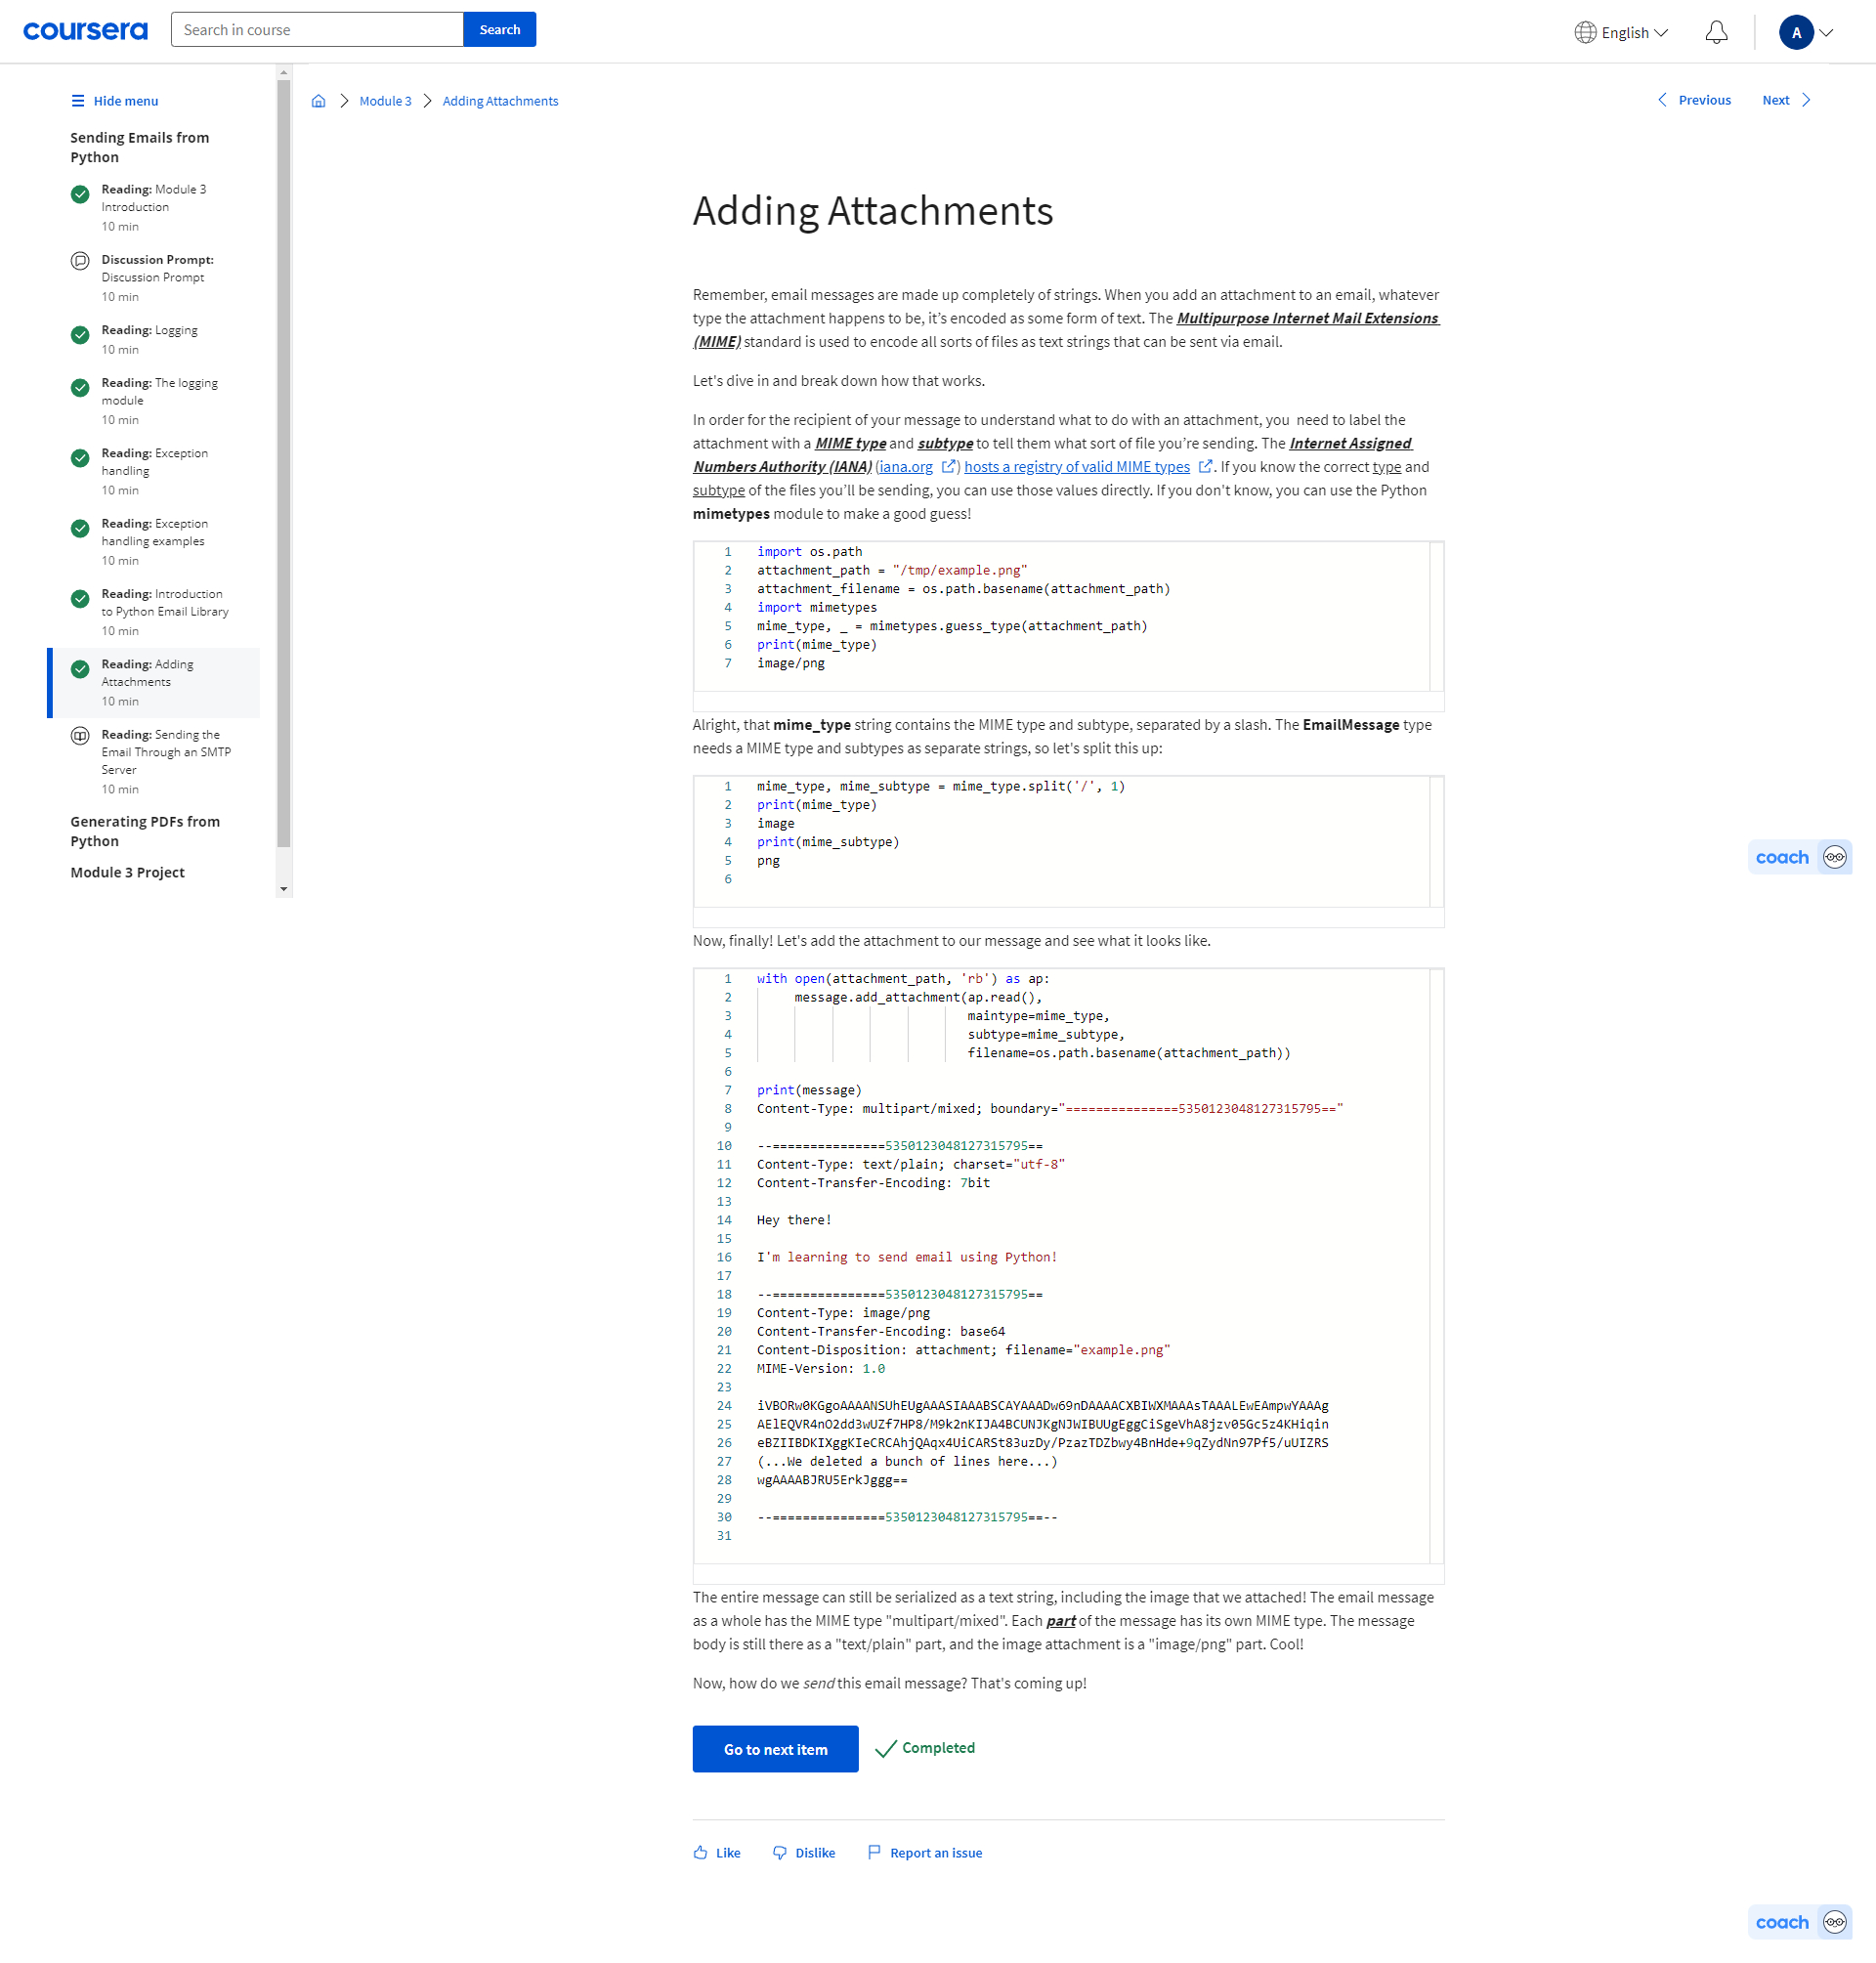 coursera
Search in course
Search
English
A
Hide menu
Sending Emails from
Python
Reading: Module 3
Introduction
10 min
Discussion Prompt:
Discussion Prompt
10 min
Reading: Logging
10 min
Reading: The logging
module
10 min
Reading: Exception
handling
10 min
Reading: Exception
handling examples
10 min
Reading: Introduction
to Python Email Library
10 min
Reading: Adding
Attachments
10 min
Reading: Sending the
Email Through an SMTP
Server
10 min
Generating PDFs from
Python
Module 3 Project
Module 3
Adding Attachments
Previous
Next
Adding Attachments
Remember, email messages are made up completely of strings. When you add an attachment to an email, whatever
type the attachment happens to be, it’s encoded as some form of text. The Multipurpose Internet Mail Extensions
(MIME) standard is used to encode all sorts of files as text strings that can be sent via email.
Let's dive in and break down how that works.
In order for the recipient of your message to understand what to do with an attachment, you  need to label the
attachment with a MIME type and subtype to tell them what sort of file you’re sending. The Internet Assigned
Numbers Authority (IANA) (iana.org ) hosts a registry of valid MIME types . If you know the correct type and
subtype of the files you’ll be sending, you can use those values directly. If you don't know, you can use the Python
mimetypes module to make a good guess!
1 import os.path
2 attachment_path = "/tmp/example.png"
3 attachment_filename = os.path.basename(attachment_path)
4 import mimetypes
5 mime_type, _ = mimetypes.guess_type(attachment_path)
6 print(mime_type)
7 image/png
Alright, that mime_type string contains the MIME type and subtype, separated by a slash. The EmailMessage type
needs a MIME type and subtypes as separate strings, so let's split this up:
1 mime_type, mime_subtype = mime_type.split('/', 1)
2 print(mime_type)
3 image
4 print(mime_subtype)
5 png
6
Now, finally! Let's add the attachment to our message and see what it looks like.
1 with open(attachment_path, 'rb') as ap:
2 message.add_attachment(ap.read(),
3 maintype=mime_type,
4 subtype=mime_subtype,
5 filename=os.path.basename(attachment_path))
6
7 print(message)
8 Content-Type: multipart/mixed; boundary="===============5350123048127315795=="
9
10 --===============5350123048127315795==
11 Content-Type: text/plain; charset="utf-8"
12 Content-Transfer-Encoding: 7bit
13
14 Hey there!
15
16 I'm learning to send email using Python!
17
18 --===============5350123048127315795==
19 Content-Type: image/png
20 Content-Transfer-Encoding: base64
21 Content-Disposition: attachment; filename="example.png"
22 MIME-Version: 1.0
23
24 iVBORw0KGgoAAAANSUhEUgAAASIAAABSCAYAAADw69nDAAAACXBIWXMAAAsTAAALEwEAmpwYAAAg
25 AElEQVR4nO2dd3wUZf7HP8/M9k2nKIJA4BCUNJKgNJWIBUUgEggCiSgeVhA8jzv05Gc5z4KHiqin
26 eBZIIBDKIXggKIeCRCAhjQAqx4UiCARSt83uzDy/PzazTDZbwy4BnHde+9qZydNn97Pf5/uUIZRS
27 (...We deleted a bunch of lines here...)
28 wgAAAABJRU5ErkJggg==
29
30 --===============5350123048127315795==--
31
The entire message can still be serialized as a text string, including the image that we attached! The email message
as a whole has the MIME type "multipart/mixed". Each part of the message has its own MIME type. The message
body is still there as a "text/plain" part, and the image attachment is a "image/png" part. Cool!
Now, how do we send this email message? That's coming up!
Go to next item
Completed
Like
Dislike
Report an issue
coach
coach